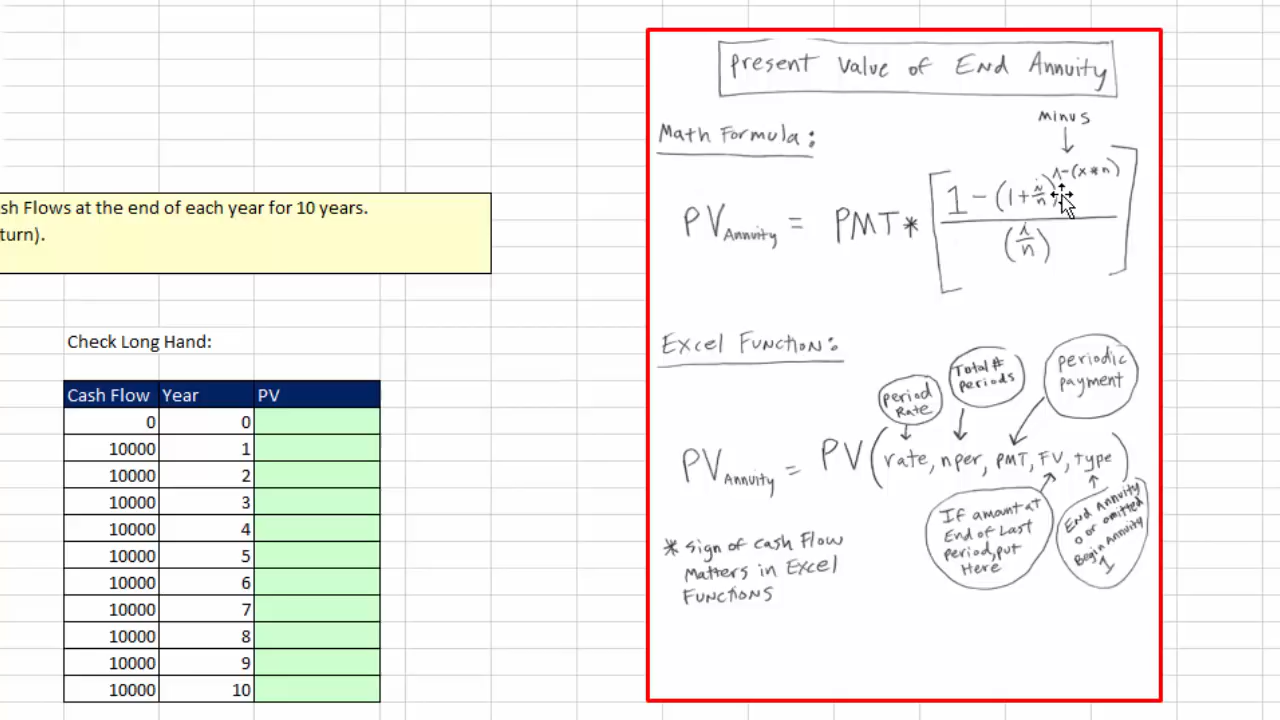 sh Flows at the end of each year for 10 years.
turn).
Check Long Hand:
Cash Flow Year PV
0 0
10000 1
10000 2
10000 3
10000 4
10000 5
10000 6
10000 7
10000 8
10000 9
10000 10
Present Value of End Annuity
minus
Math Formula:
PV Annuity = PMT * [ 1 - (1 + i/n)^-(x*n) / (i/n) ]
Excel Function:
period
Rate
Total #
Periods
periodic
payment
PV Annuity = PV(rate, nper, PMT, FV, type)
If amount at
End of Last
period, put
Here
End Annuity
0 or omitted
Begin Annuity
1
* Sign of Cash Flow
Matters in Excel
Functions